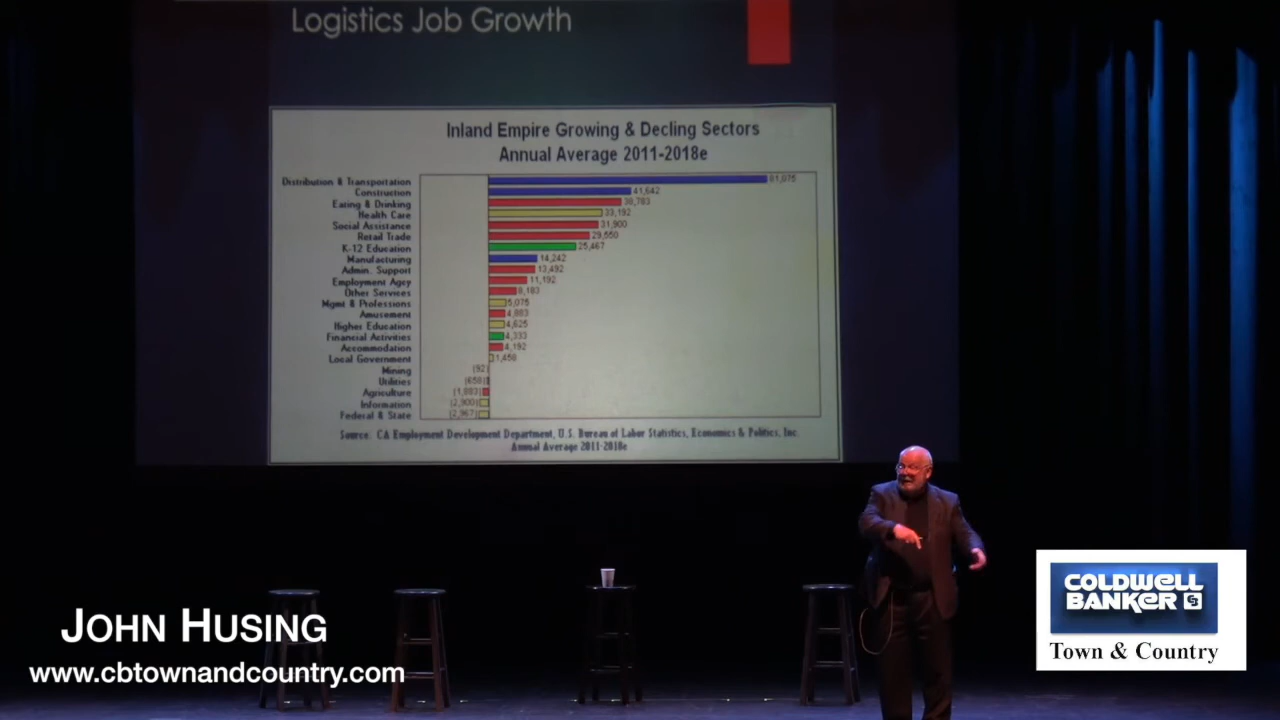 Logistics Job Growth
Inland Empire Growing & Decling Sectors
Annual Average 2011-2018e
Distribution & Transportation 81,075
Construction 41,642
Eating & Drinking 38,783
Health Care 33,192
Social Assistance 31,900
Retail Trade 29,550
K-12 Education 25,467
Manufacturing 14,242
Admin. Support 13,492
Employment Agcy 11,192
Other Services 8,183
Mgmt & Professions 5,075
Amusement 4,883
Higher Education 4,625
Financial Activities 4,333
Accommodation 4,192
Local Government 1,458
Mining (92)
Utilities (658)
Agriculture (1,883)
Information (2,900)
Federal & State (2,967)
Source: CA Employment Development Department, U.S. Bureau of Labor Statistics, Economics & Politics, Inc.
Annual Average 2011-2018e
JOHN HUSING
www.cbtownandcountry.com
COLDWELL
BANKER CB
Town & Country